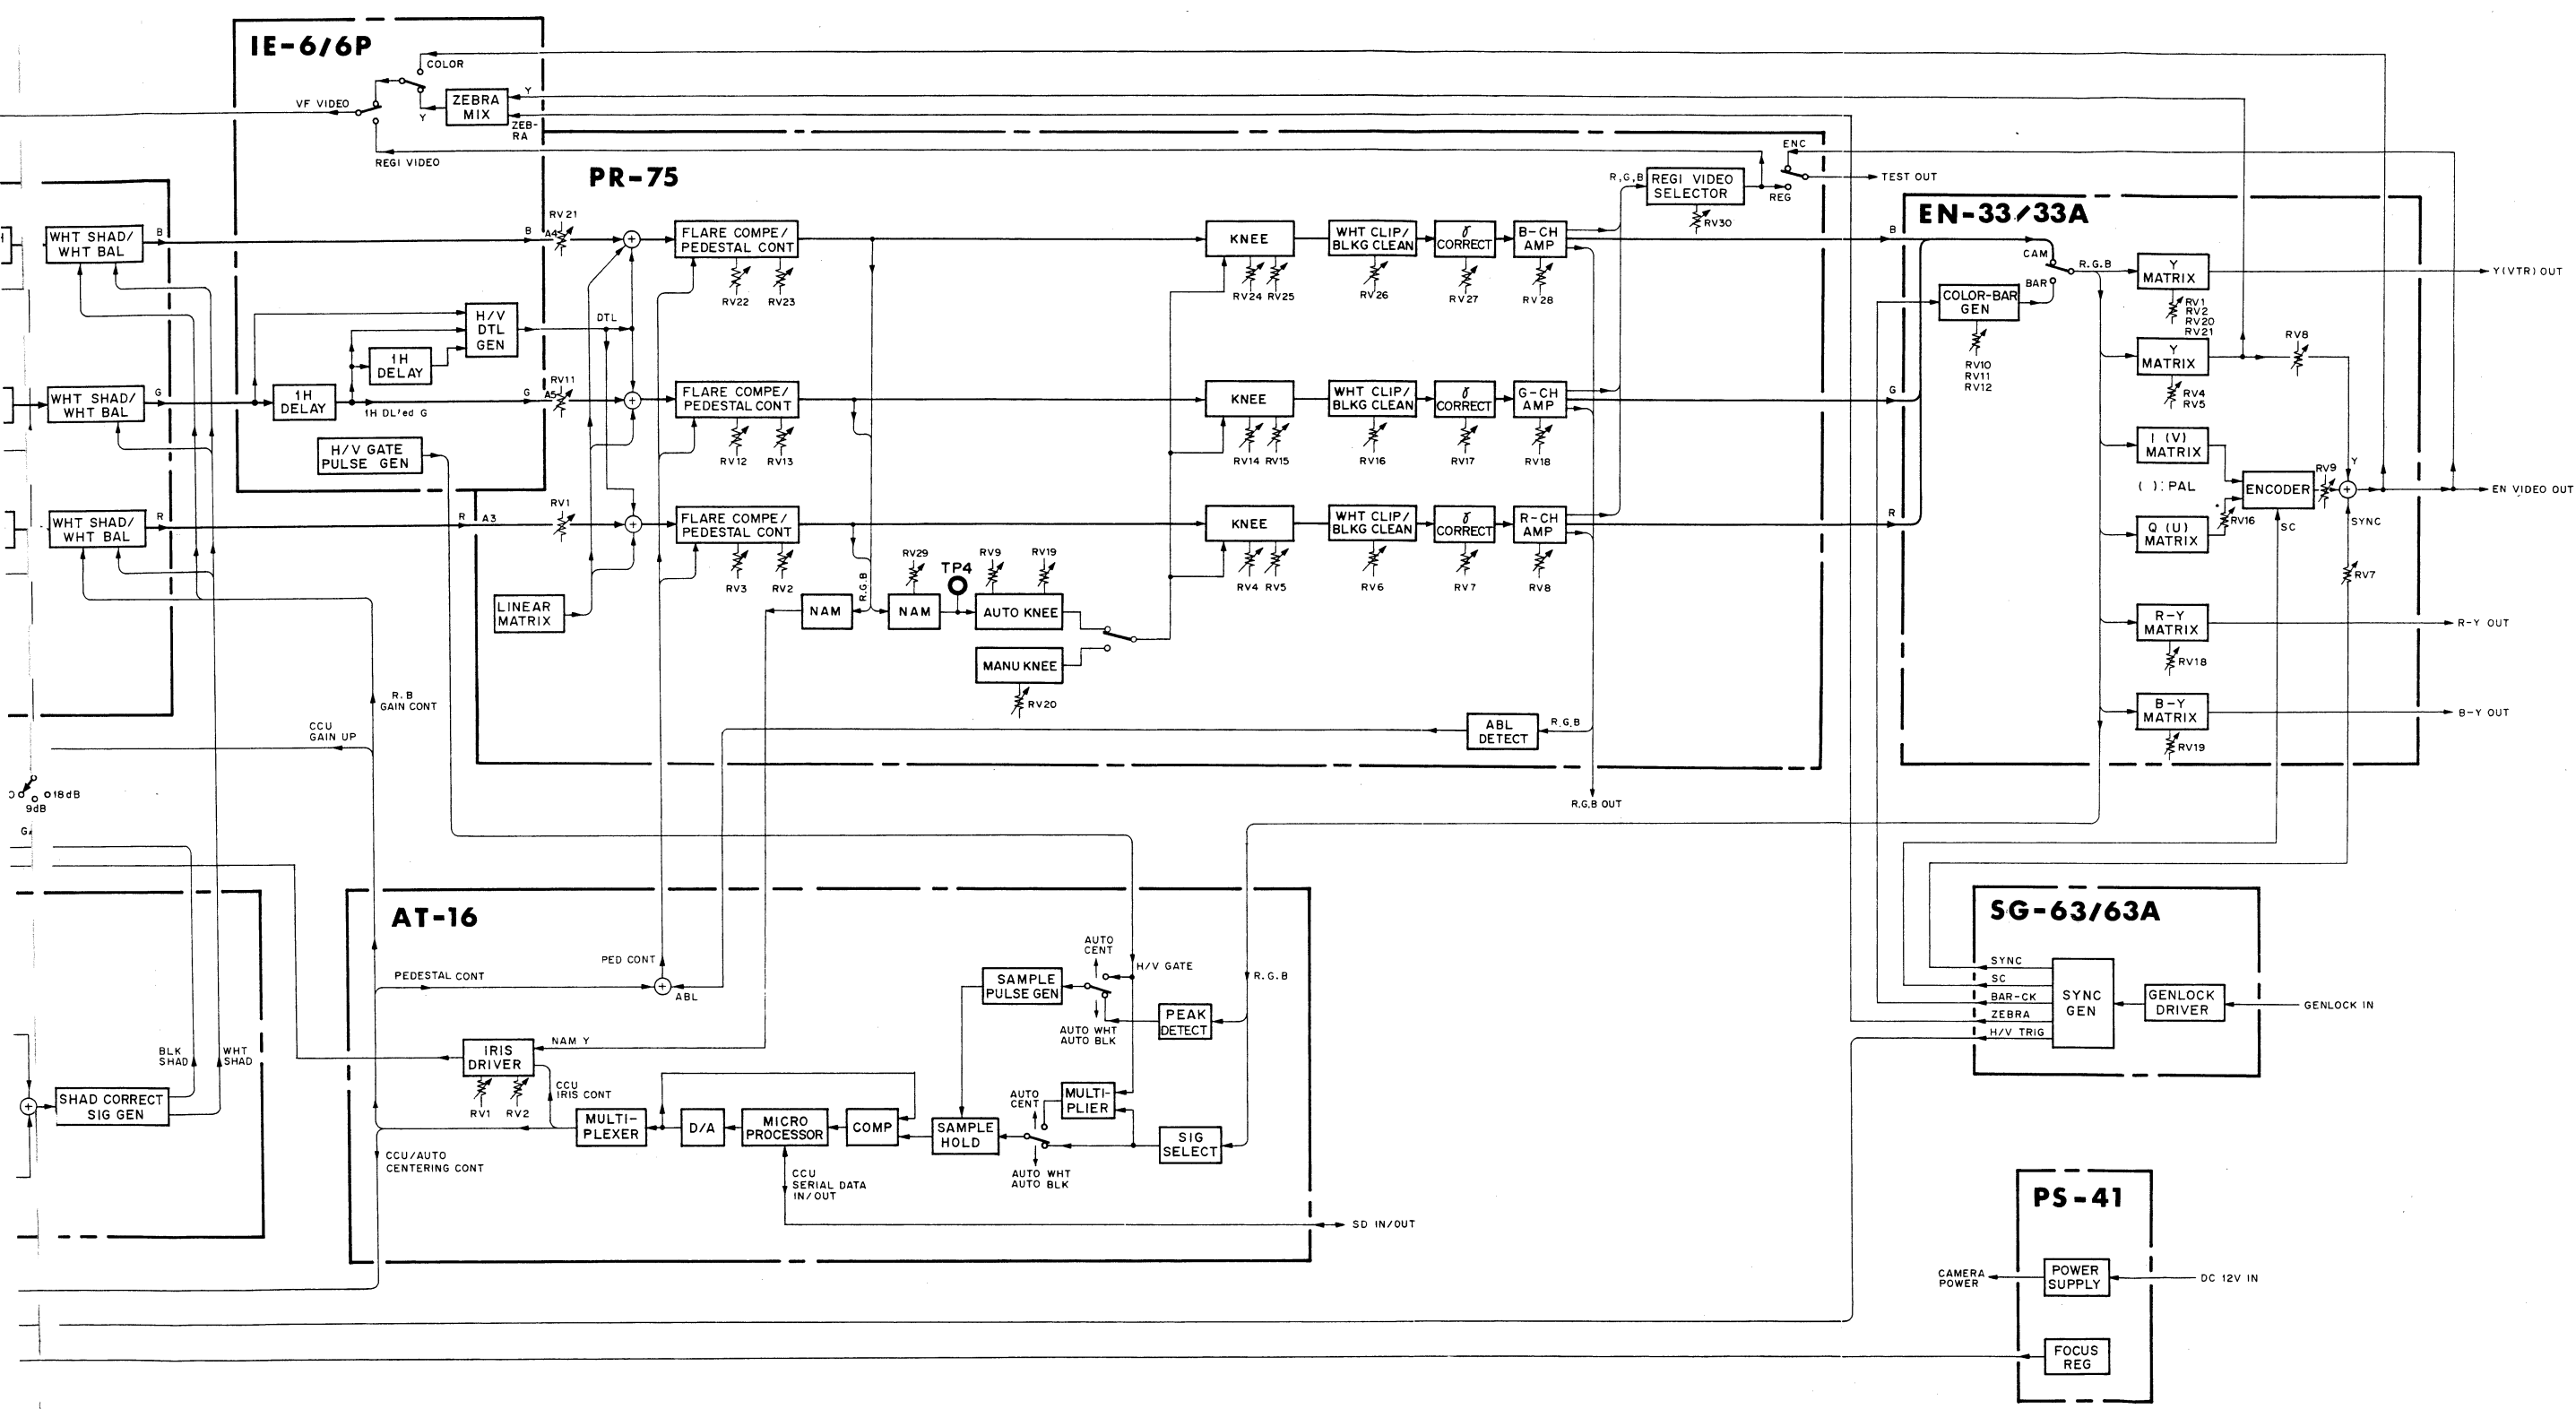 IE-6/6P
COLOR
VF VIDEO
ZEBRA
MIX
Y
Y
ZEB-
RA
REGI VIDEO
PR-75
ENC
REG
TEST OUT
R,G,B
REGI VIDEO
SELECTOR
RV30
EN-33/33A
WHT SHAD/
WHT BAL
B
B
A4
RV21
FLARE COMPE/
PEDESTAL CONT
RV22
RV23
KNEE
RV24
RV25
WHT CLIP/
BLKG CLEAN
RV26
γ
CORRECT
RV27
B-CH
AMP
RV28
B
CAM
BAR
R.G.B
COLOR-BAR
GEN
RV10
RV11
RV12
Y
MATRIX
RV1
RV2
RV20
RV21
Y(VTR) OUT
H/V
DTL
GEN
DTL
1H
DELAY
Y
MATRIX
RV4
RV5
RV8
WHT SHAD/
WHT BAL
G
1H
DELAY
1H DL'ed G
G
A5
RV11
FLARE COMPE/
PEDESTAL CONT
RV12
RV13
KNEE
RV14
RV15
WHT CLIP/
BLKG CLEAN
RV16
γ
CORRECT
RV17
G-CH
AMP
RV18
G
H/V GATE
PULSE GEN
I (V)
MATRIX
( ):PAL
ENCODER
RV9
Y
EN VIDEO OUT
RV16
SC
SYNC
Q (U)
MATRIX
RV7
WHT SHAD/
WHT BAL
R
R
A3
RV1
FLARE COMPE/
PEDESTAL CONT
RV3
RV2
KNEE
RV4
RV5
WHT CLIP/
BLKG CLEAN
RV6
γ
CORRECT
RV7
R-CH
AMP
RV8
R
LINEAR
MATRIX
NAM
R.G.B
NAM
RV29
TP4
RV9
RV19
AUTO KNEE
MANU KNEE
RV20
R-Y
MATRIX
RV18
R-Y OUT
B-Y
MATRIX
RV19
B-Y OUT
R.B
GAIN CONT
CCU
GAIN UP
ABL
DETECT
R.G.B
R.G.B OUT
18dB
9dB
AT-16
PED CONT
PEDESTAL CONT
ABL
AUTO
CENT
H/V GATE
R.G.B
SAMPLE
PULSE GEN
PEAK
DETECT
AUTO WHT
AUTO BLK
NAM Y
IRIS
DRIVER
RV1
RV2
CCU
IRIS CONT
MULTI-
PLEXER
D/A
MICRO
PROCESSOR
COMP
SAMPLE
HOLD
AUTO
CENT
MULTI-
PLIER
SIG
SELECT
AUTO WHT
AUTO BLK
CCU/AUTO
CENTERING CONT
CCU
SERIAL DATA
IN/OUT
SD IN/OUT
BLK
SHAD
WHT
SHAD
SHAD CORRECT
SIG GEN
SG-63/63A
SYNC
SC
BAR-CK
ZEBRA
H/V TRIG
SYNC
GEN
GENLOCK
DRIVER
GENLOCK IN
PS-41
CAMERA
POWER
POWER
SUPPLY
DC 12V IN
FOCUS
REG